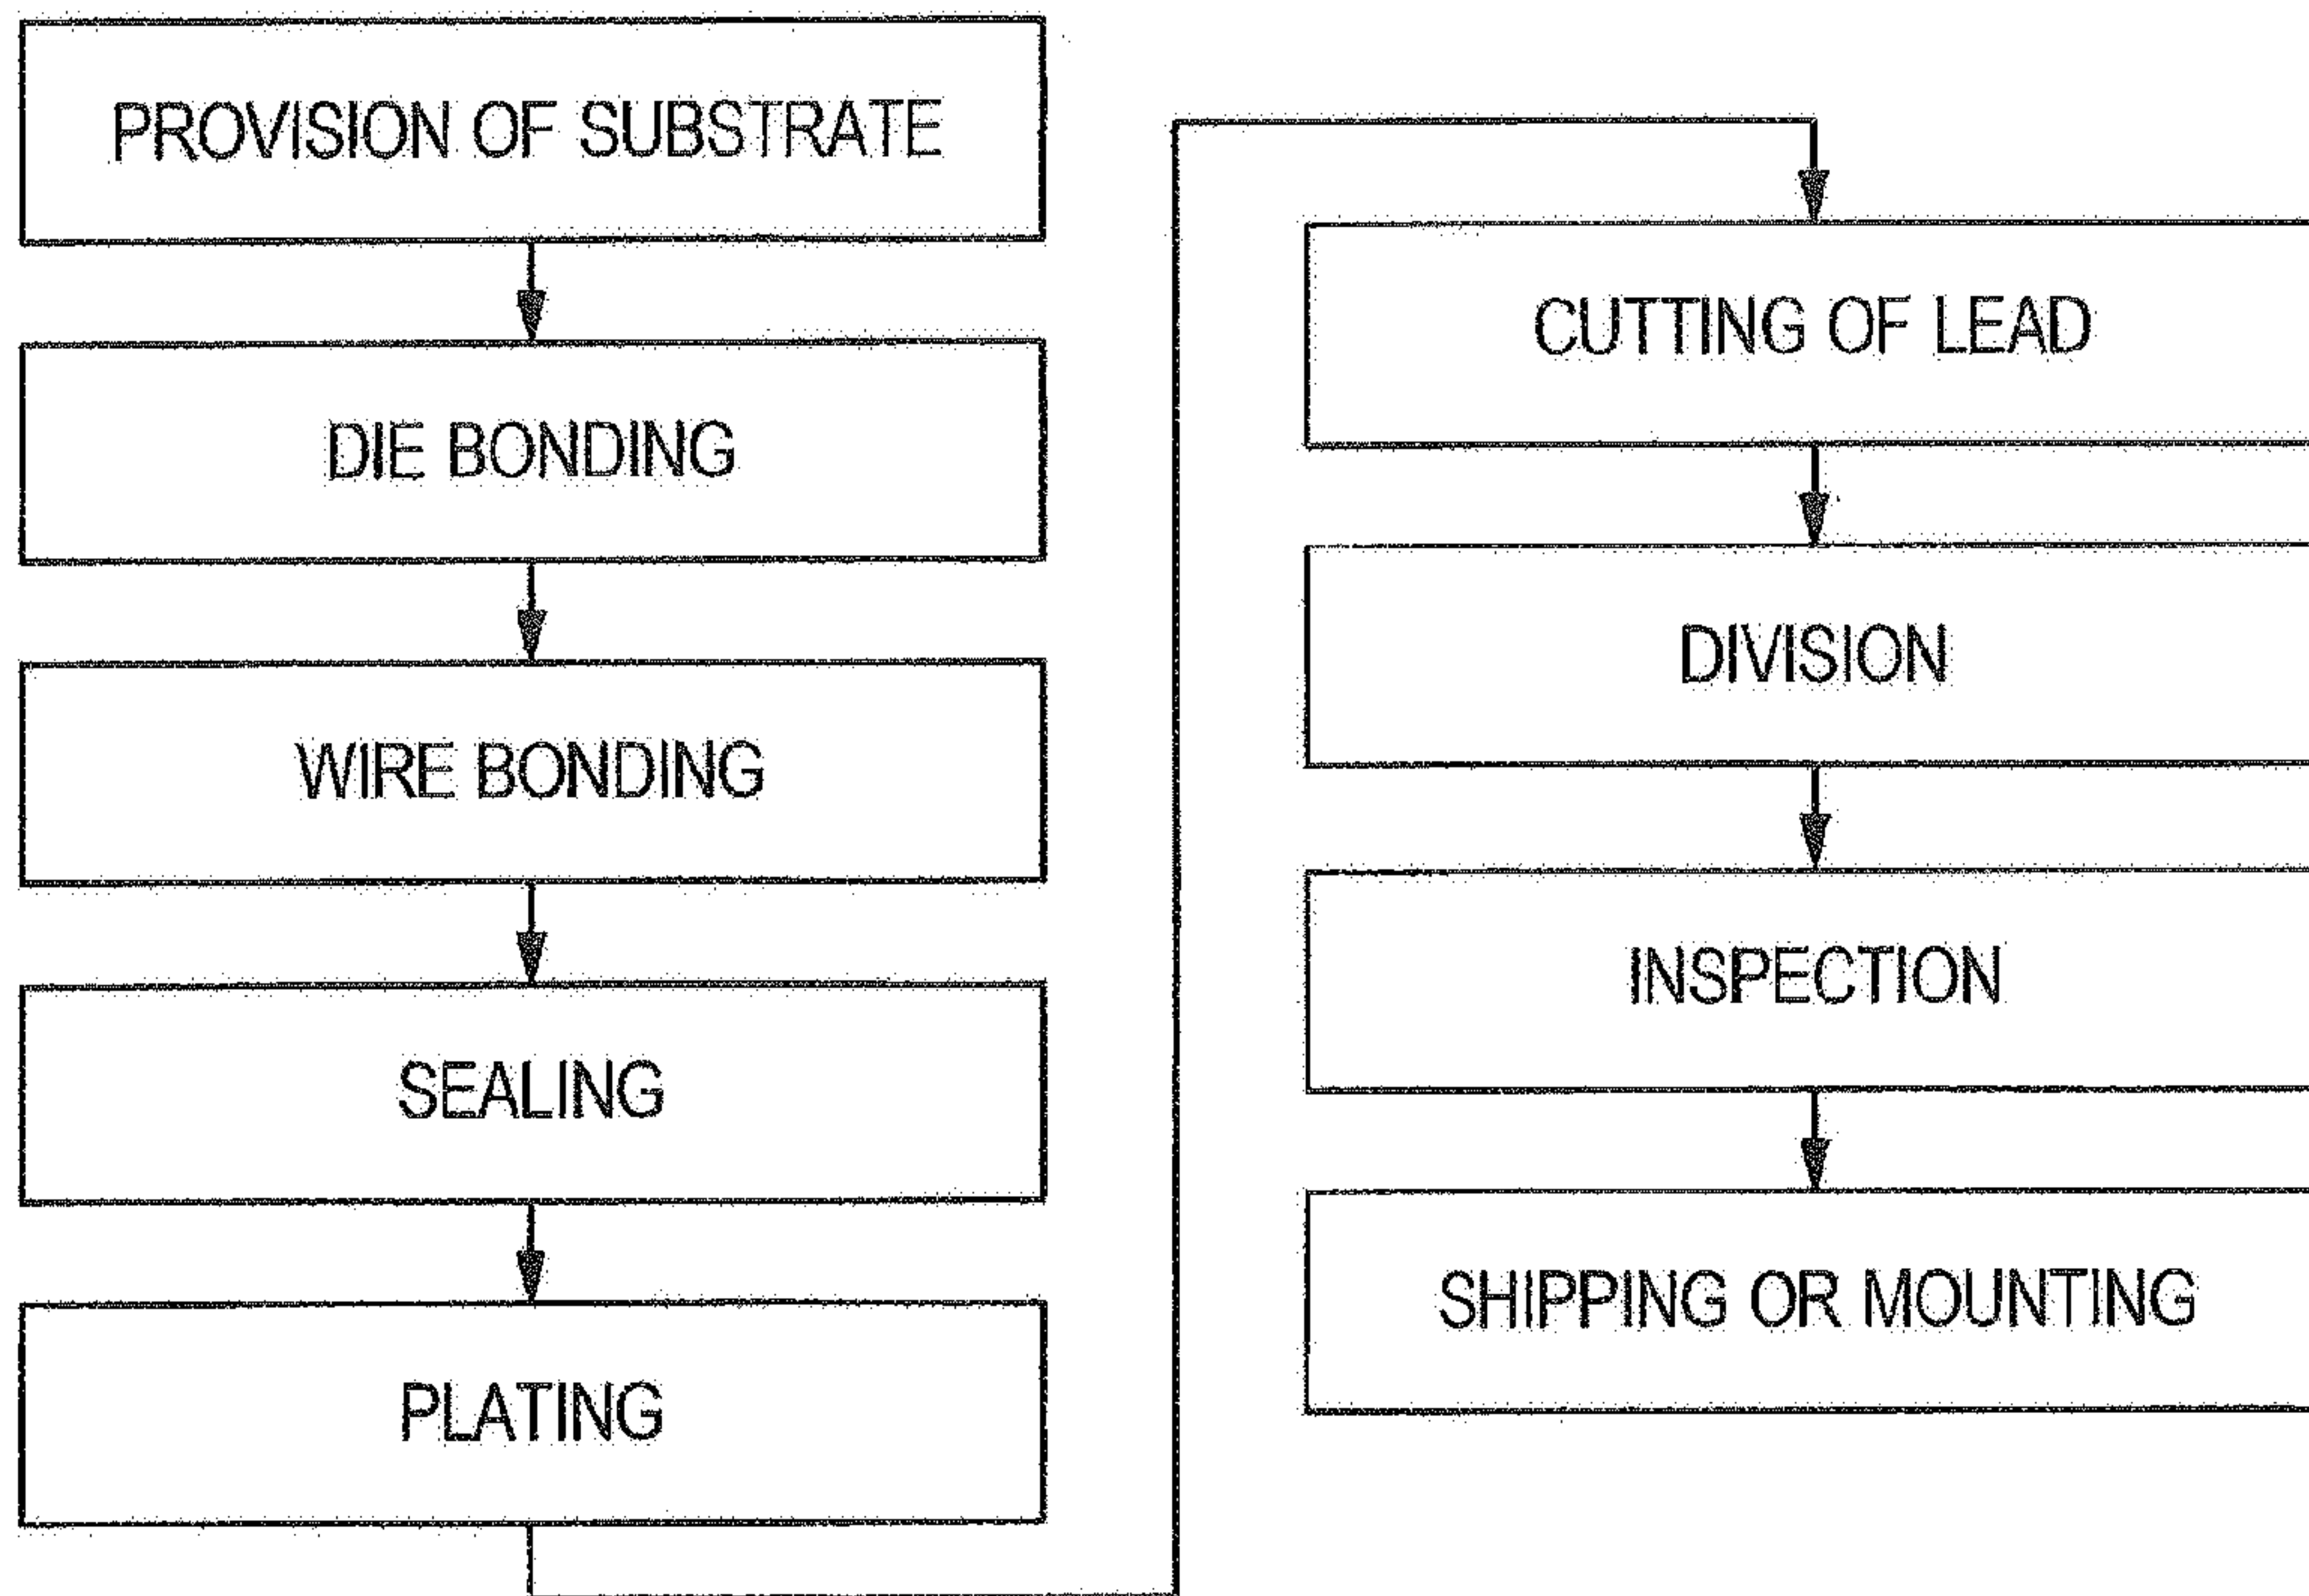 PROVISION OF SUBSTRATE
DIE BONDING
WIRE BONDING
SEALING
PLATING
CUTTING OF LEAD
DIVISION
INSPECTION
SHIPPING OR MOUNTING